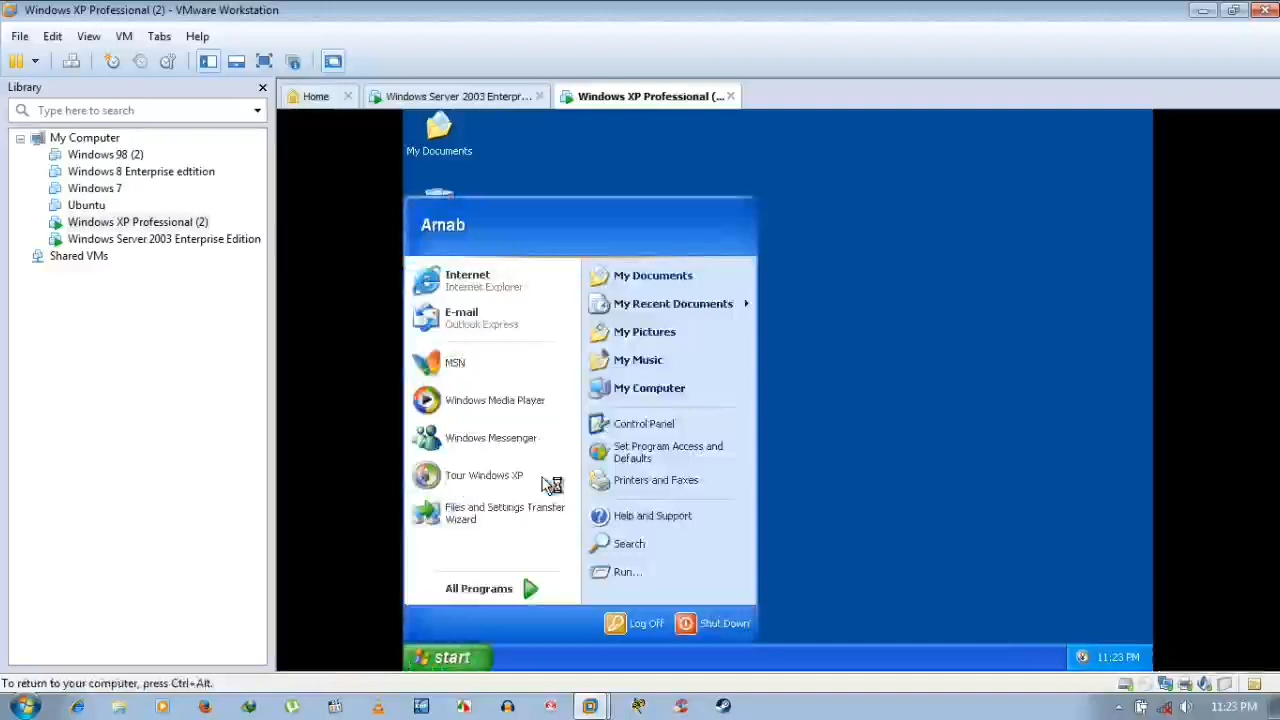 Windows XP Professional (2) - VMware Workstation
File Edit View VM Tabs Help
Library
Type here to search
Home
Windows Server 2003 Enterpr...
Windows XP Professional (...
My Computer
Windows 98 (2)
Windows 8 Enterprise edtition
Windows 7
Ubuntu
Windows XP Professional (2)
Windows Server 2003 Enterprise Edition
Shared VMs
My Documents
Arnab
Internet
Internet Explorer
E-mail
Outlook Express
MSN
Windows Media Player
Windows Messenger
Tour Windows XP
Files and Settings Transfer
Wizard
All Programs
My Documents
My Recent Documents
My Pictures
My Music
My Computer
Control Panel
Set Program Access and
Defaults
Printers and Faxes
Help and Support
Search
Run...
Log Off
Shut Down
start
11:23 PM
To return to your computer, press Ctrl+Alt.
11:23 PM